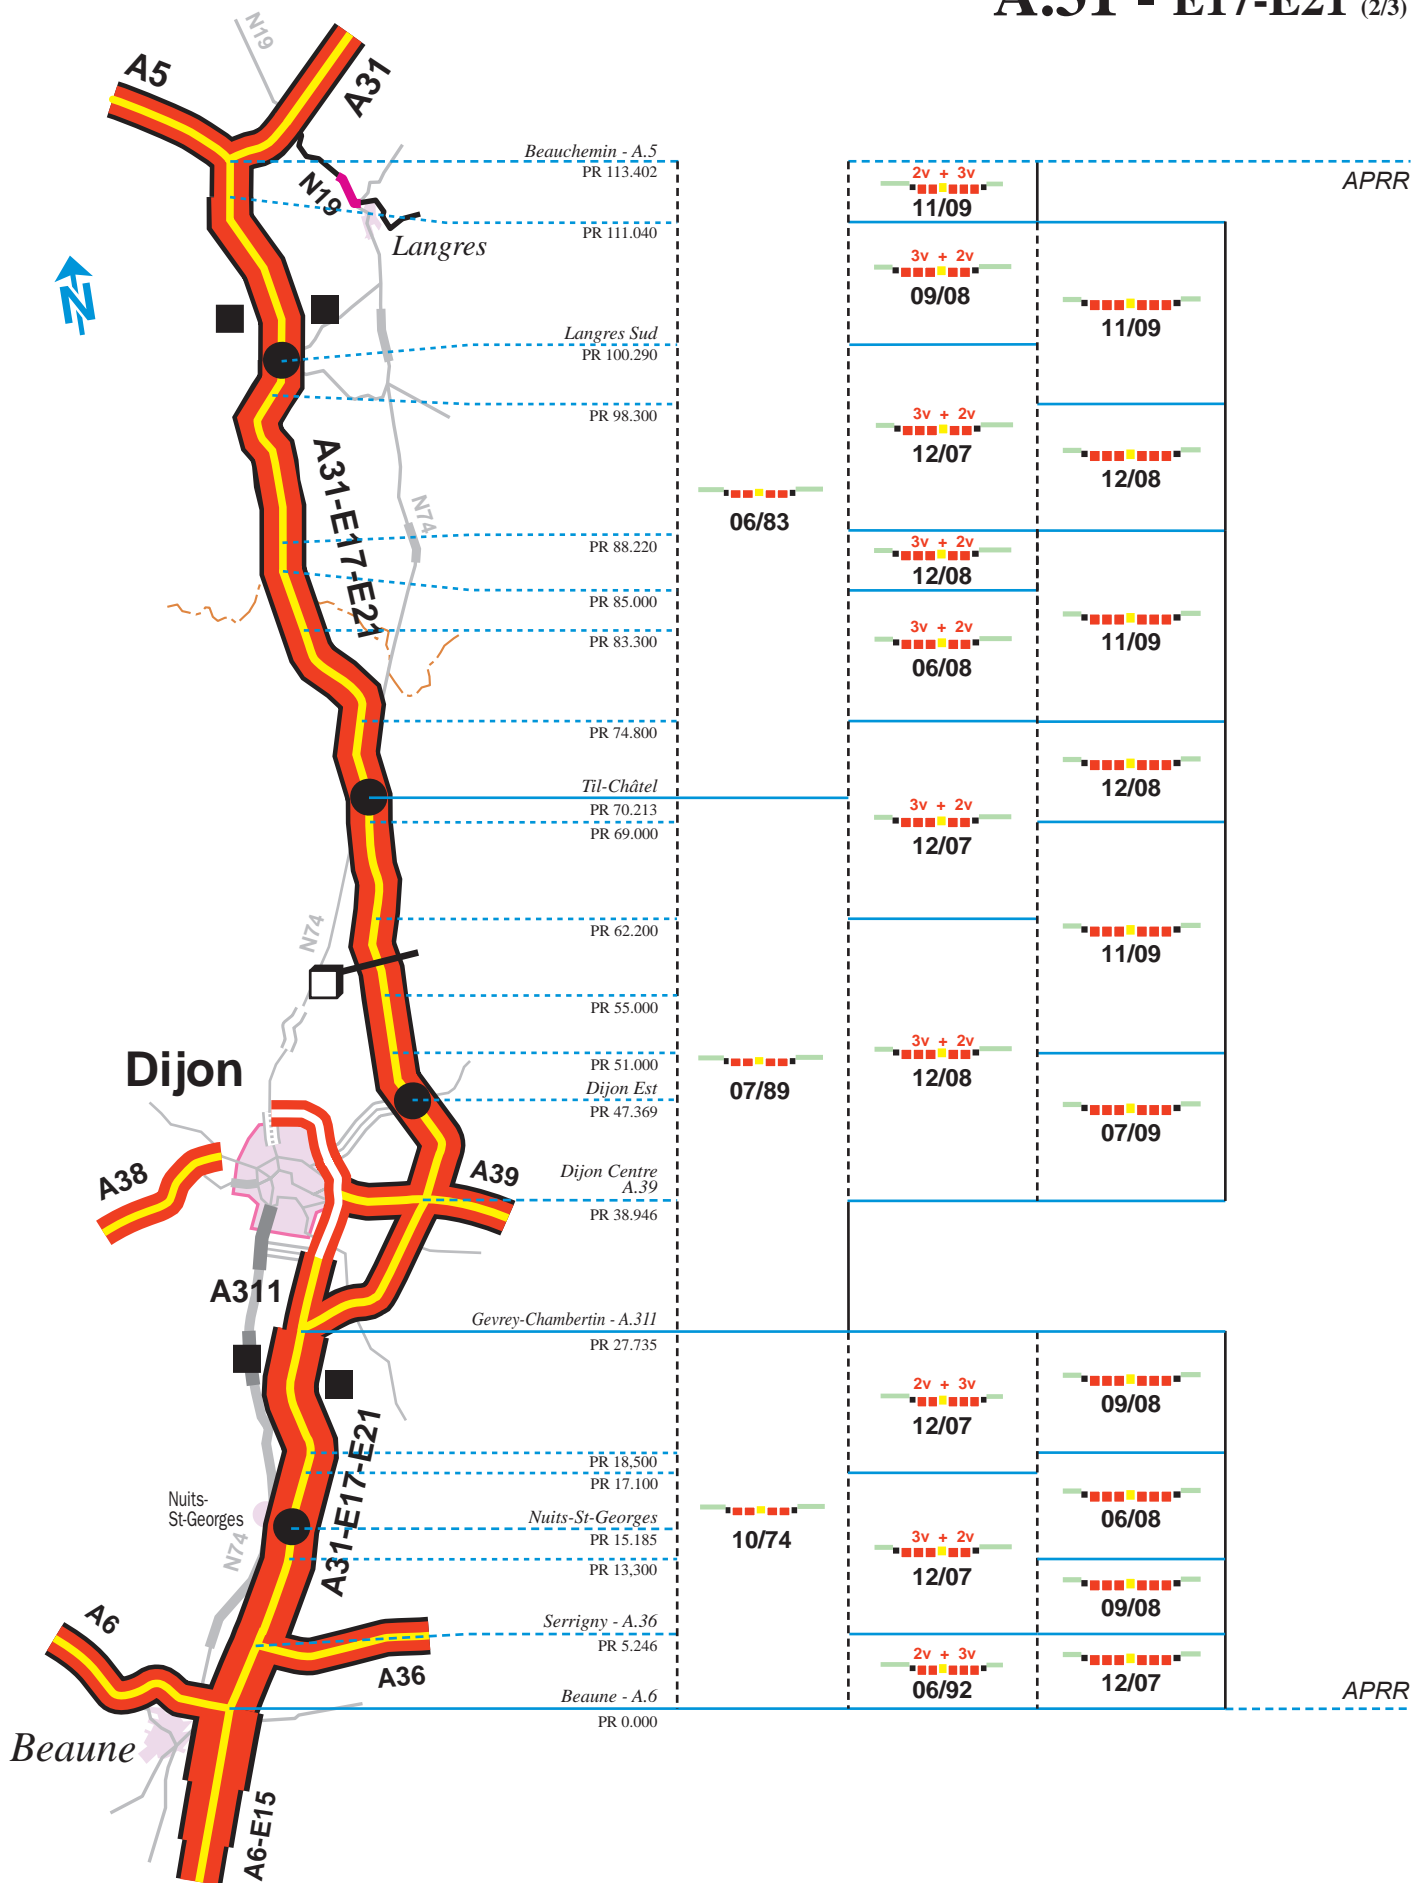 A.31 - E17-E21 (2/3)
N19
A5
A31
N19
Langres
N
A31-E17-E21
N74
N74
Dijon
A38
A39
A311
Nuits-
St-Georges
N74
A31-E17-E21
A6
A36
Beaune
A6-E15
Beauchemin - A.5
PR 113.402
PR 111.040
Langres Sud
PR 100.290
PR 98.300
PR 88.220
PR 85.000
PR 83.300
PR 74.800
Til-Châtel
PR 70.213
PR 69.000
PR 62.200
PR 55.000
PR 51.000
Dijon Est
PR 47.369
Dijon Centre
A.39
PR 38.946
Gevrey-Chambertin - A.311
PR 27.735
PR 18,500
PR 17.100
Nuits-St-Georges
PR 15.185
PR 13,300
Serrigny - A.36
PR 5.246
Beaune - A.6
PR 0.000
06/83
07/89
10/74
2v + 3v
11/09
3v + 2v
09/08
3v + 2v
12/07
3v + 2v
12/08
3v + 2v
06/08
3v + 2v
12/07
3v + 2v
12/08
2v + 3v
12/07
3v + 2v
12/07
2v + 3v
06/92
11/09
12/08
11/09
12/08
11/09
07/09
09/08
06/08
09/08
12/07
APRR
APRR